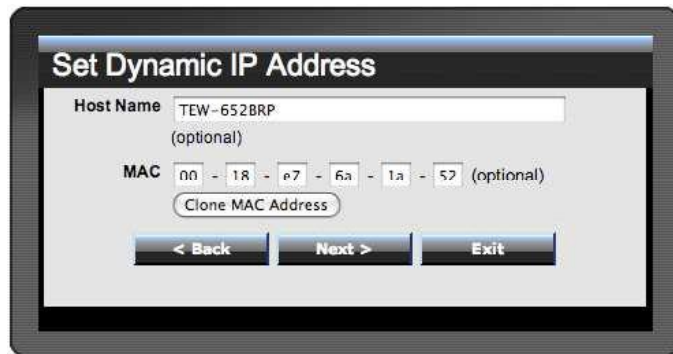 Set Dynamic IP Address
Host Name TEW-652BRP
(optional)
MAC 00 - 18 - e7 - 6a - 1a - 52 (optional)
Clone MAC Address
< Back Next > Exit